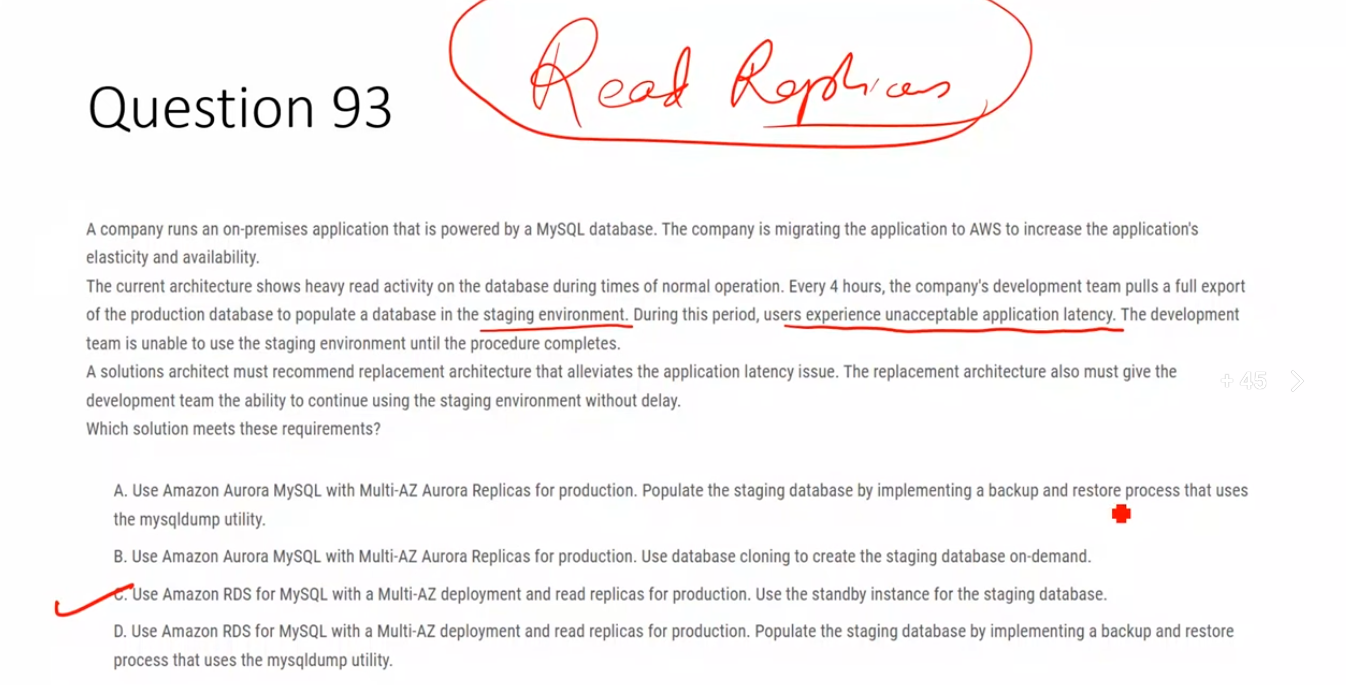 Read Replicas
Question 93
A company runs an on-premises application that is powered by a MySQL database. The company is migrating the application to AWS to increase the application's
elasticity and availability.
The current architecture shows heavy read activity on the database during times of normal operation. Every 4 hours, the company's development team pulls a full export
of the production database to populate a database in the staging environment. During this period, users experience unacceptable application latency. The development
team is unable to use the staging environment until the procedure completes.
A solutions architect must recommend replacement architecture that alleviates the application latency issue. The replacement architecture also must give the
development team the ability to continue using the staging environment without delay.
Which solution meets these requirements?
+ 45
A. Use Amazon Aurora MySQL with Multi-AZ Aurora Replicas for production. Populate the staging database by implementing a backup and restore process that uses
the mysqldump utility.
B. Use Amazon Aurora MySQL with Multi-AZ Aurora Replicas for production. Use database cloning to create the staging database on-demand.
C. Use Amazon RDS for MySQL with a Multi-AZ deployment and read replicas for production. Use the standby instance for the staging database.
D. Use Amazon RDS for MySQL with a Multi-AZ deployment and read replicas for production. Populate the staging database by implementing a backup and restore
process that uses the mysqldump utility.